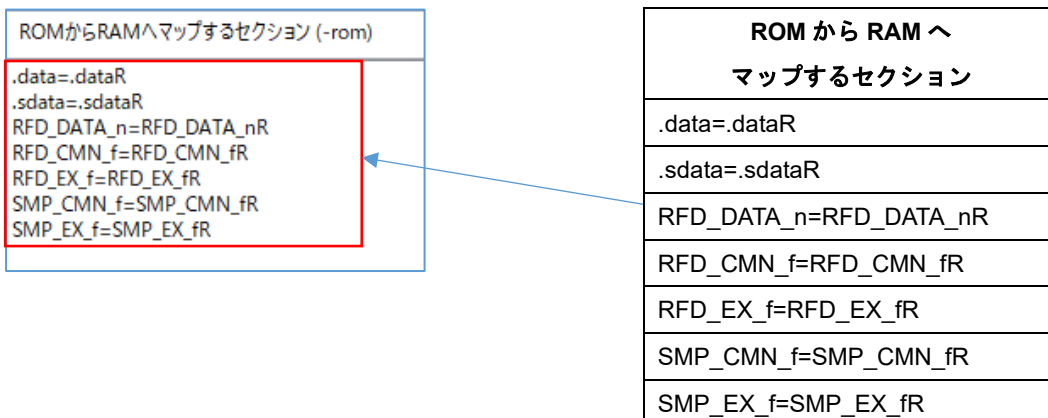 ROMからRAMへマップするセクション (-rom)
.data=.dataR
.sdata=.sdataR
RFD_DATA_n=RFD_DATA_nR
RFD_CMN_f=RFD_CMN_fR
RFD_EX_f=RFD_EX_fR
SMP_CMN_f=SMP_CMN_fR
SMP_EX_f=SMP_EX_fR
ROM から RAM へ
マップするセクション
.data=.dataR
.sdata=.sdataR
RFD_DATA_n=RFD_DATA_nR
RFD_CMN_f=RFD_CMN_fR
RFD_EX_f=RFD_EX_fR
SMP_CMN_f=SMP_CMN_fR
SMP_EX_f=SMP_EX_fR